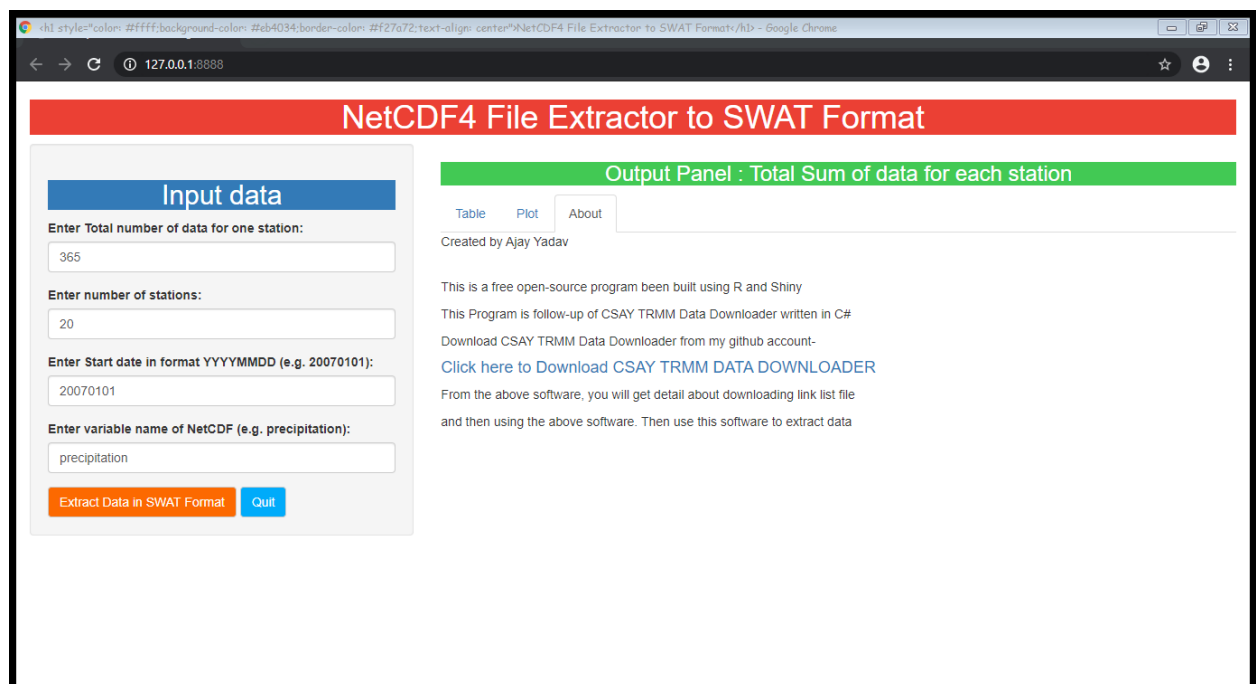 <h1 style="color: #ffff;background-color: #eb4034;border-color: #f27a72;text-align: center">NetCDF4 File Extractor to SWAT Format</h1> - Google Chrome
127.0.0.1:8888
NetCDF4 File Extractor to SWAT Format
Input data
Enter Total number of data for one station:
365
Enter number of stations:
20
Enter Start date in format YYYYMMDD (e.g. 20070101):
20070101
Enter variable name of NetCDF (e.g. precipitation):
precipitation
Extract Data in SWAT Format Quit
Output Panel : Total Sum of data for each station
Table Plot About
Created by Ajay Yadav
This is a free open-source program been built using R and Shiny
This Program is follow-up of CSAY TRMM Data Downloader written in C#
Download CSAY TRMM Data Downloader from my github account-
Click here to Download CSAY TRMM DATA DOWNLOADER
From the above software, you will get detail about downloading link list file
and then using the above software. Then use this software to extract data